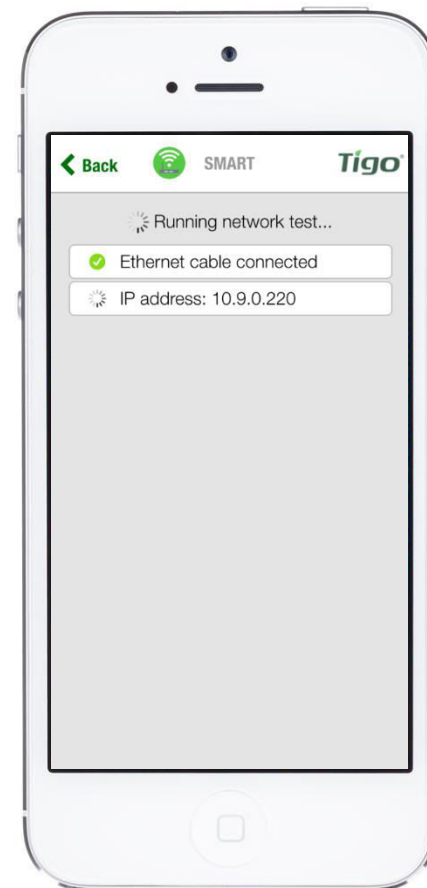 Back SMART Tigo
Running network test...
Ethernet cable connected
IP address: 10.9.0.220